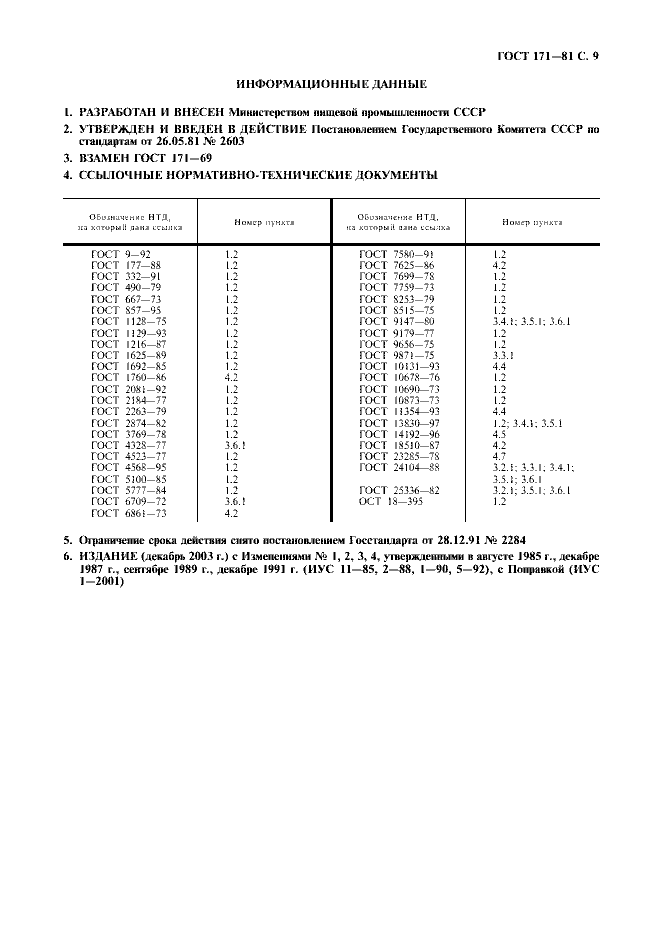 ГОСТ 171—81 С. 9
ИНФОРМАЦИОННЫЕ ДАННЫЕ
1. РАЗРАБОТАН И ВНЕСЕН Министерством пищевой промышленности СССР
2. УТВЕРЖДЕН И ВВЕДЕН В ДЕЙСТВИЕ Постановлением Государственного Комитета СССР по
стандартам от 26.05.81 № 2603
3. ВЗАМЕН ГОСТ 171—69
4. ССЫЛОЧНЫЕ НОРМАТИВНО-ТЕХНИЧЕСКИЕ ДОКУМЕНТЫ
Обозначение НТД,
на который дана ссылка
Номер пункта
Обозначение НТД,
на который дана ссылка
Номер пункта
ГОСТ 9—92 1.2
ГОСТ 177—88 1.2
ГОСТ 332—91 1.2
ГОСТ 490—79 1.2
ГОСТ 667—73 1.2
ГОСТ 857—95 1.2
ГОСТ 1128—75 1.2
ГОСТ 1129—93 1.2
ГОСТ 1216—87 1.2
ГОСТ 1625—89 1.2
ГОСТ 1692—85 1.2
ГОСТ 1760—86 4.2
ГОСТ 2081—92 1.2
ГОСТ 2184—77 1.2
ГОСТ 2263—79 1.2
ГОСТ 2874—82 1.2
ГОСТ 3769—78 1.2
ГОСТ 4328—77 3.6.1
ГОСТ 4523—77 1.2
ГОСТ 4568—95 1.2
ГОСТ 5100—85 1.2
ГОСТ 5777—84 1.2
ГОСТ 6709—72 3.6.1
ГОСТ 6861—73 4.2
ГОСТ 7580—91 1.2
ГОСТ 7625—86 4.2
ГОСТ 7699—78 1.2
ГОСТ 7759—73 1.2
ГОСТ 8253—79 1.2
ГОСТ 8515—75 1.2
ГОСТ 9147—80 3.4.1; 3.5.1; 3.6.1
ГОСТ 9179—77 1.2
ГОСТ 9656—75 1.2
ГОСТ 9871—75 3.3.1
ГОСТ 10131—93 4.4
ГОСТ 10678—76 1.2
ГОСТ 10690—73 1.2
ГОСТ 10873—73 1.2
ГОСТ 11354—93 4.4
ГОСТ 13830—97 1.2; 3.4.1; 3.5.1
ГОСТ 14192—96 4.5
ГОСТ 18510—87 4.2
ГОСТ 23285—78 4.7
ГОСТ 24104—88 3.2.1; 3.3.1; 3.4.1;
3.5.1; 3.6.1
ГОСТ 25336—82 3.2.1; 3.5.1; 3.6.1
ОСТ 18—395 1.2
5. Ограничение срока действия снято постановлением Госстандарта от 28.12.91 № 2284
6. ИЗДАНИЕ (декабрь 2003 г.) с Изменениями № 1, 2, 3, 4, утвержденными в августе 1985 г., декабре
1987 г., сентябре 1989 г., декабре 1991 г. (ИУС 11—85, 2—88, 1—90, 5—92), с Поправкой (ИУС
1—2001)